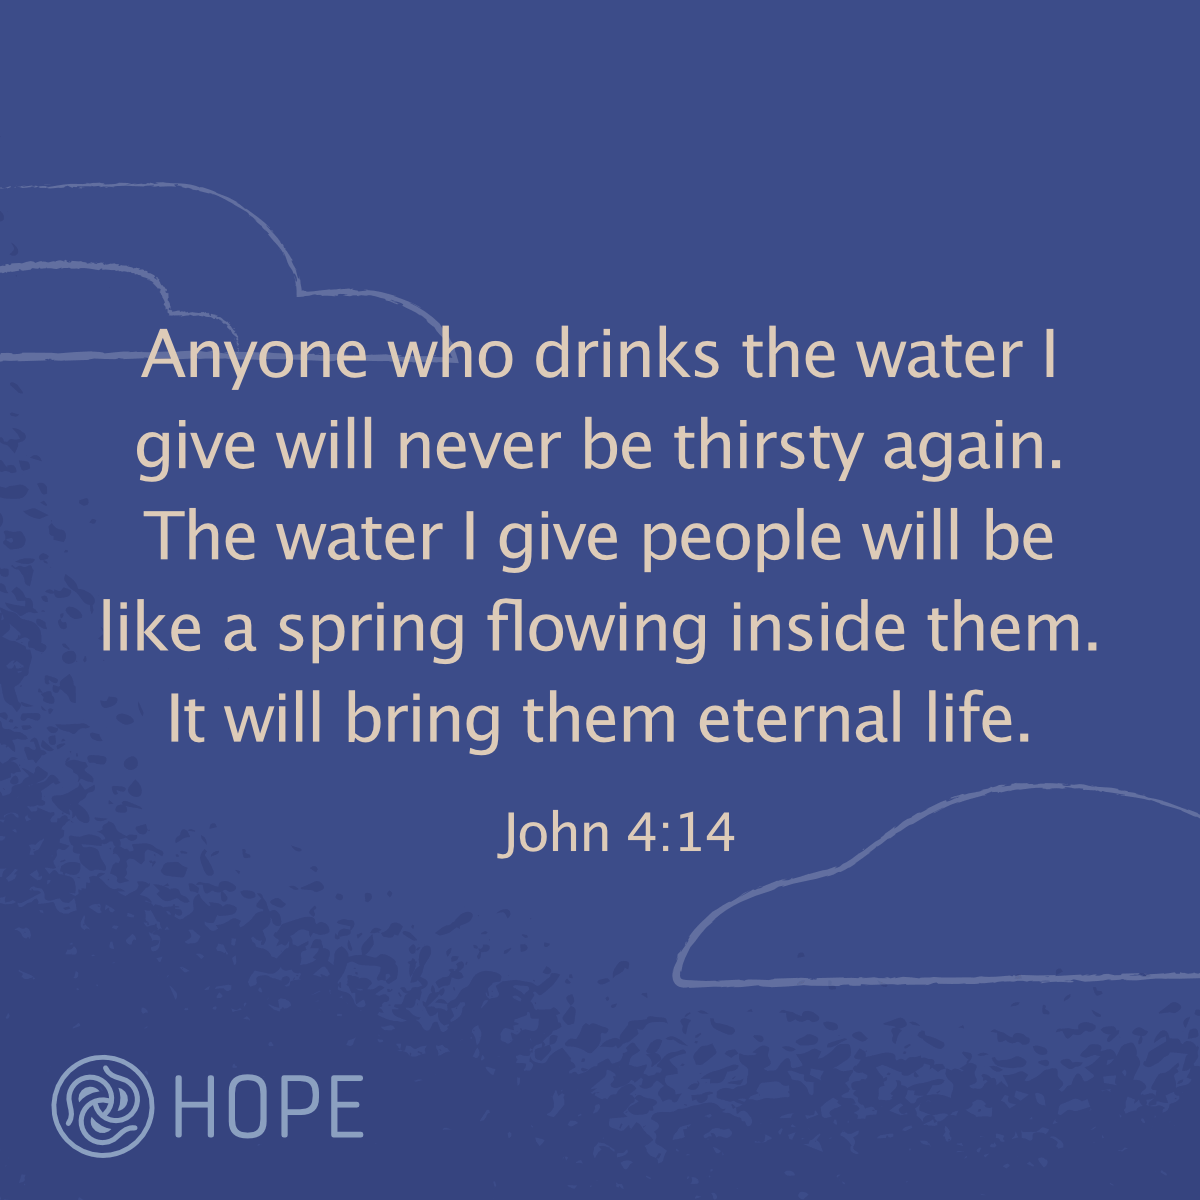 Anyone who drinks the water I
give will never be thirsty again.
The water I give people will be
like a spring flowing inside them.
It will bring them eternal life.
John 4:14
HOPE